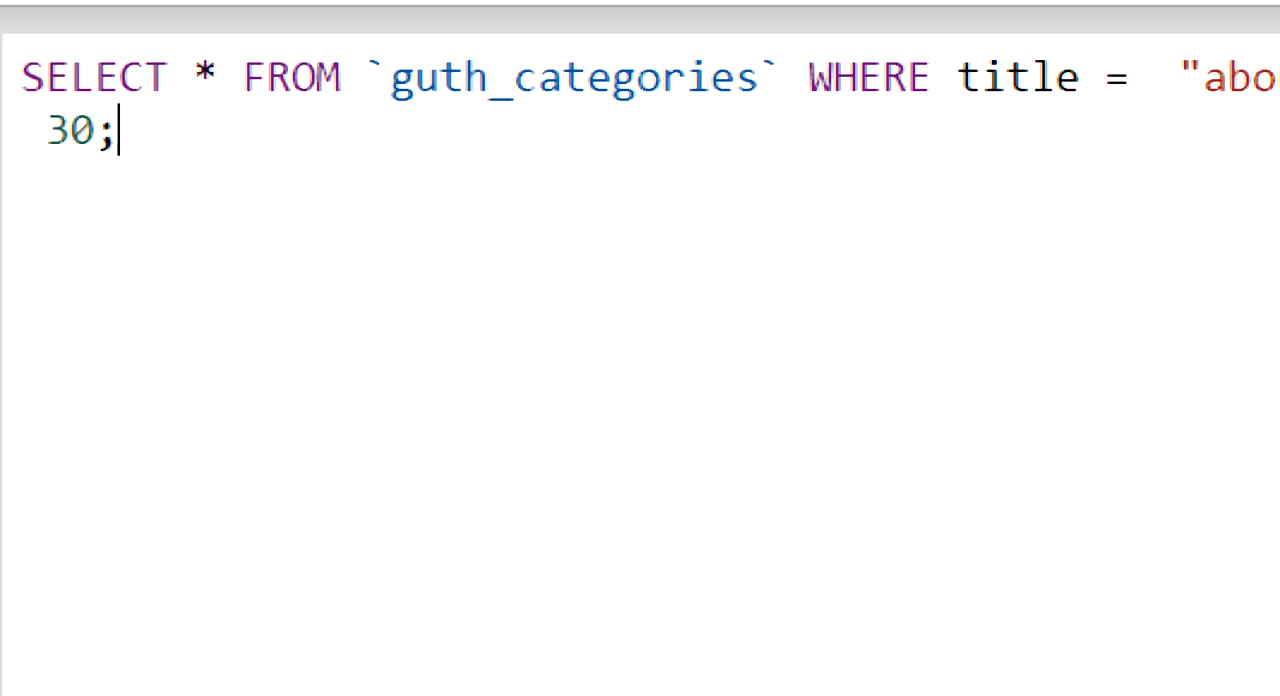 SELECT * FROM `guth_categories` WHERE title =  "abo
30;